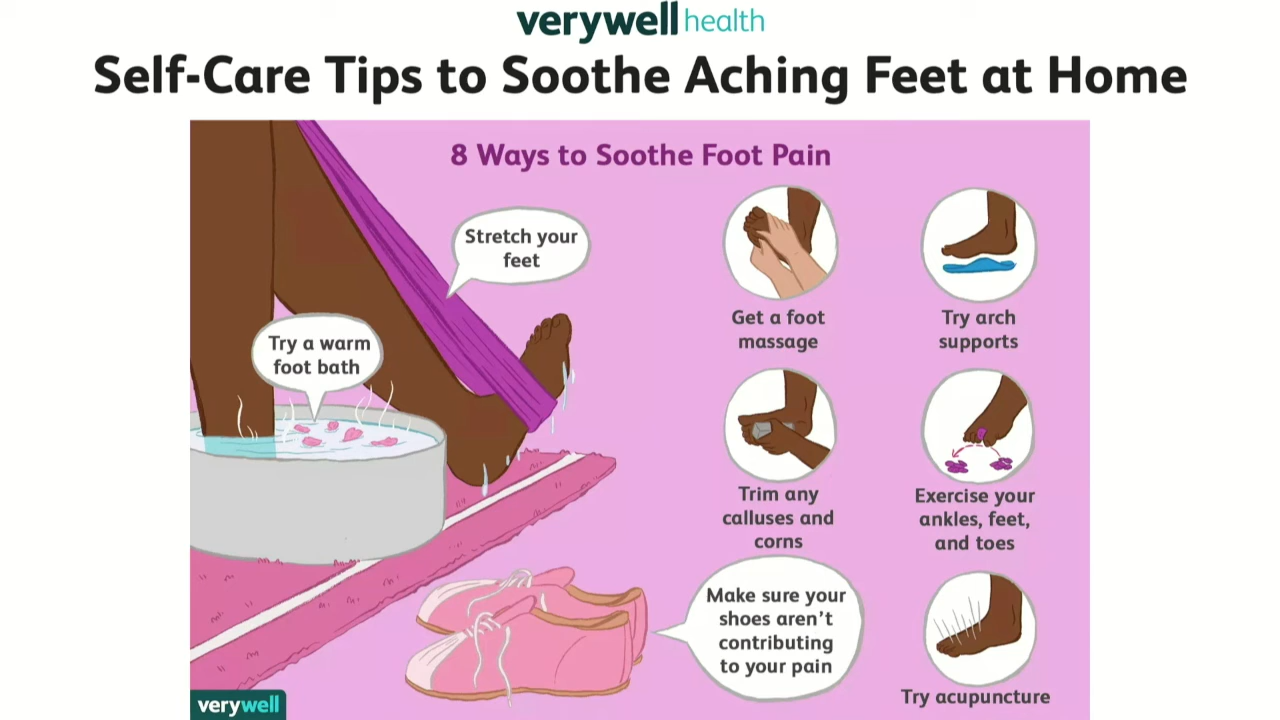 verywell health
Self-Care Tips to Soothe Aching Feet at Home
8 Ways to Soothe Foot Pain
Stretch your
feet
Try a warm
foot bath
Get a foot
massage
Try arch
supports
Trim any
calluses and
corns
Exercise your
ankles, feet,
and toes
Make sure your
shoes aren't
contributing
to your pain
Try acupuncture
verywell